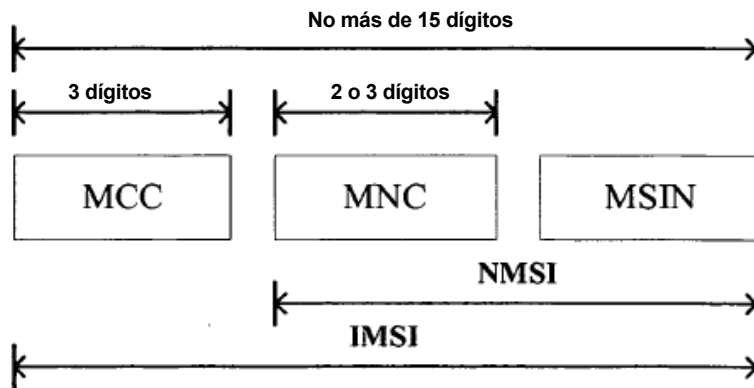 No más de 15 dígitos
3 dígitos 2 o 3 dígitos
MCC MNC MSIN
NMSI
IMSI